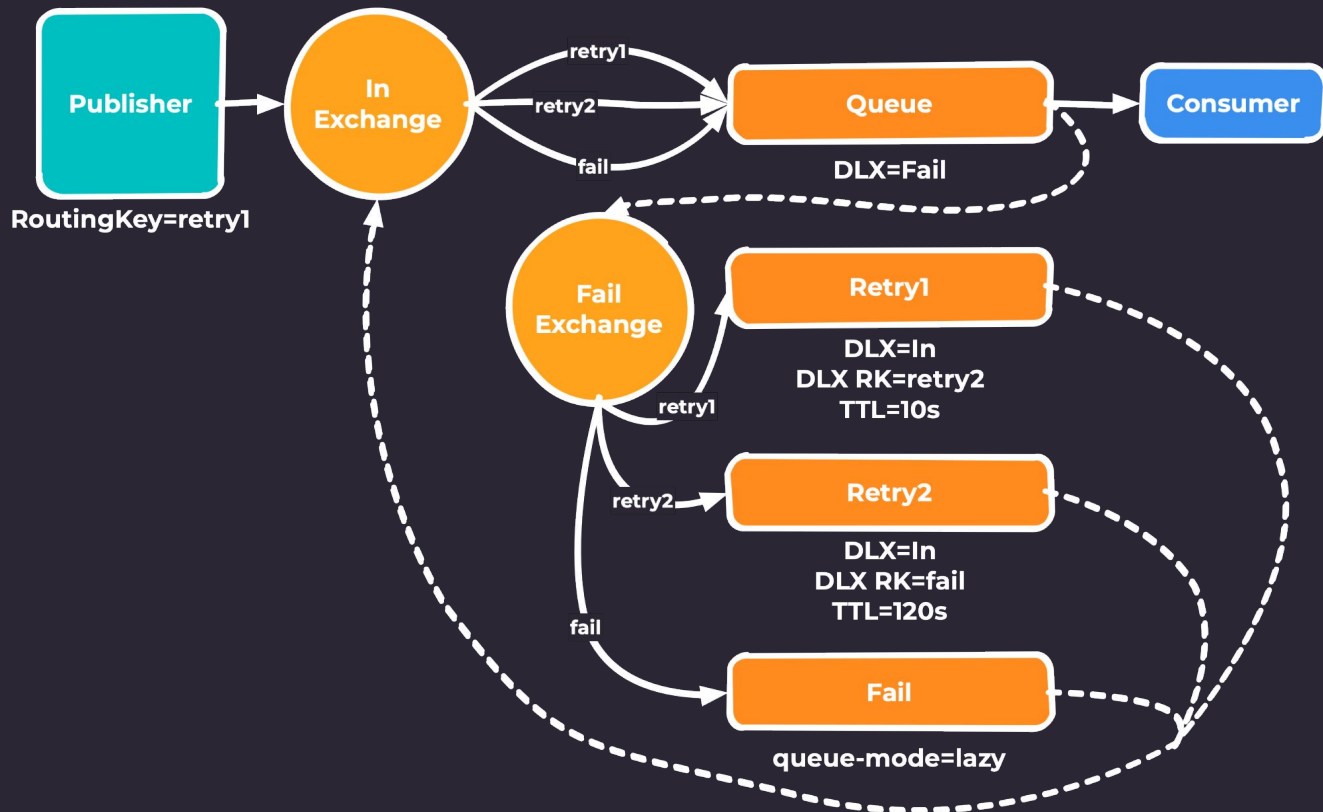 Publisher
RoutingKey=retry1
In
Exchange
retry1
retry2
fail
Queue
DLX=Fail
Consumer
Fail
Exchange
retry1
retry2
fail
Retry1
DLX=In
DLX RK=retry2
TTL=10s
Retry2
DLX=In
DLX RK=fail
TTL=120s
Fail
queue-mode=lazy